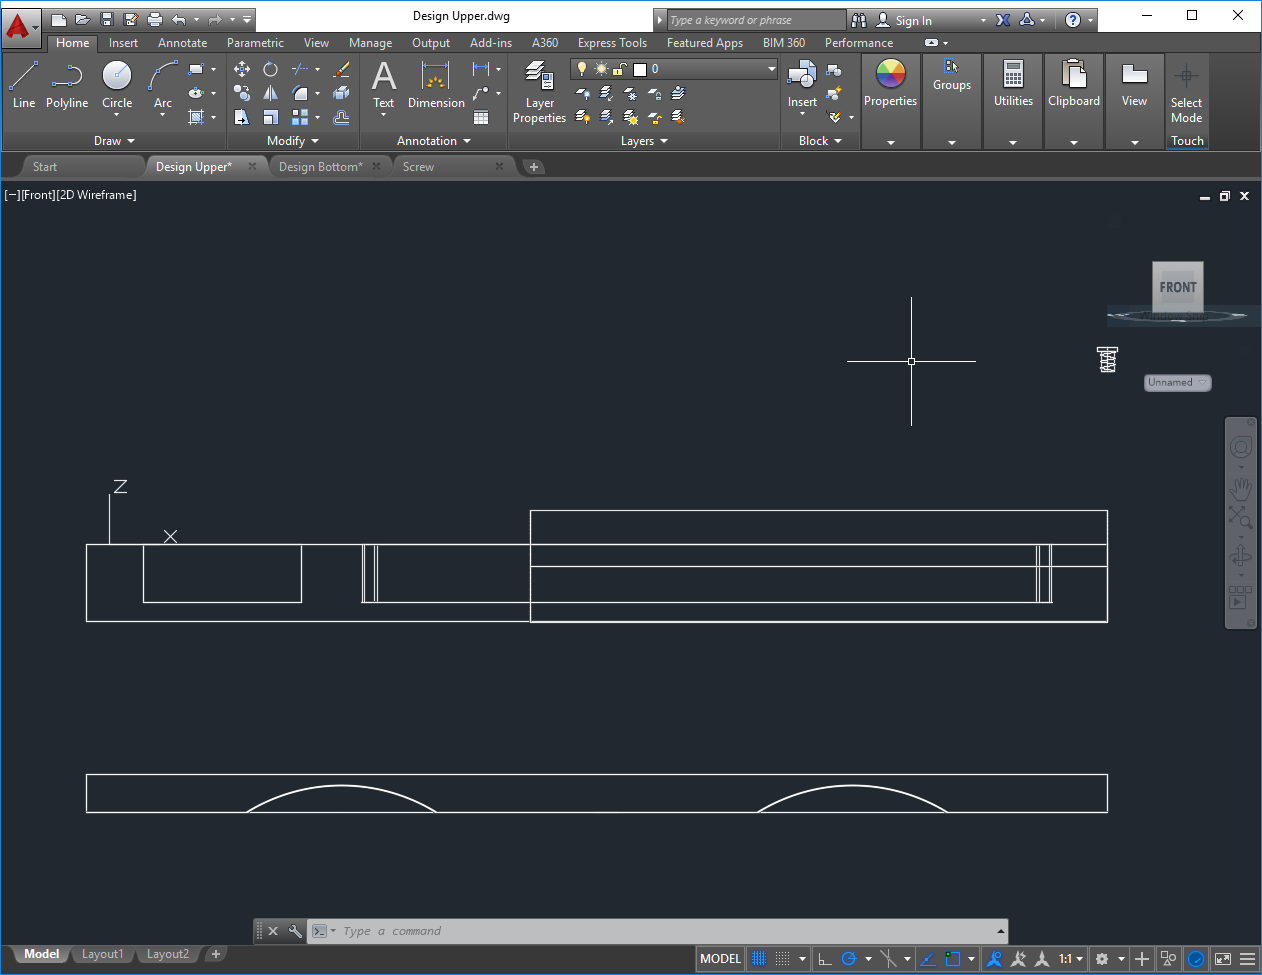 Design Upper.dwg
Type a keyword or phrase
Sign In
Home Insert Annotate Parametric View Manage Output Add-ins A360 Express Tools Featured Apps BIM 360 Performance
0
Line Polyline Circle Arc
Text Dimension
Layer
Properties
Insert
Properties
Groups
Utilities
Clipboard
View
Select
Mode
Draw Modify Annotation Layers Block Touch
Start Design Upper* Design Bottom* Screw
[−][Front][2D Wireframe]
FRONT
Unnamed
Z
X
Type a command
Model Layout1 Layout2
MODEL 1:1